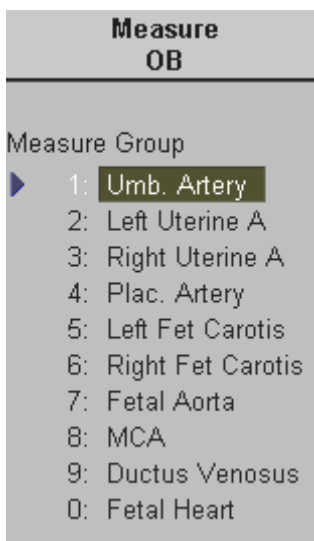 Measure
OB
Measure Group
1: Umb. Artery
2: Left Uterine A
3: Right Uterine A
4: Plac. Artery
5: Left Fet Carotis
6: Right Fet Carotis
7: Fetal Aorta
8: MCA
9: Ductus Venosus
0: Fetal Heart